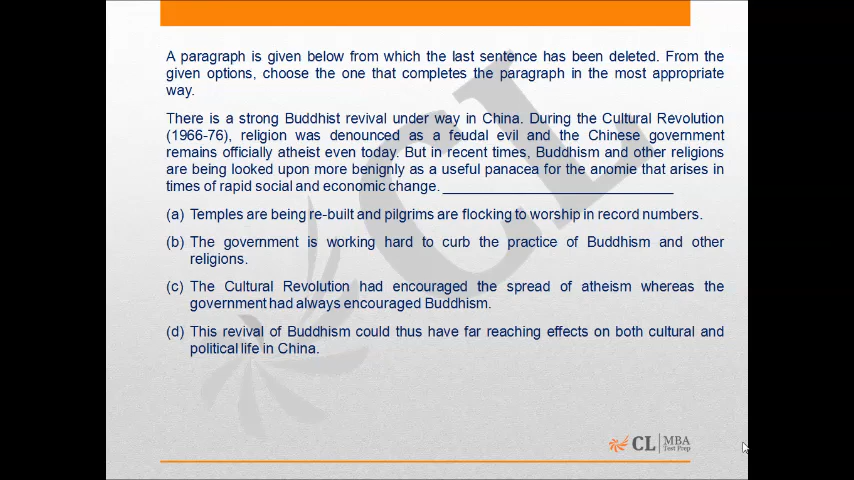 A paragraph is given below from which the last sentence has been deleted. From the
given options, choose the one that completes the paragraph in the most appropriate
way.
There is a strong Buddhist revival under way in China. During the Cultural Revolution
(1966-76), religion was denounced as a feudal evil and the Chinese government
remains officially atheist even today. But in recent times, Buddhism and other religions
are being looked upon more benignly as a useful panacea for the anomie that arises in
times of rapid social and economic change. ______________________________
(a) Temples are being re-built and pilgrims are flocking to worship in record numbers.
(b) The government is working hard to curb the practice of Buddhism and other
religions.
(c) The Cultural Revolution had encouraged the spread of atheism whereas the
government had always encouraged Buddhism.
(d) This revival of Buddhism could thus have far reaching effects on both cultural and
political life in China.
CL
CL MBA
Test Prep